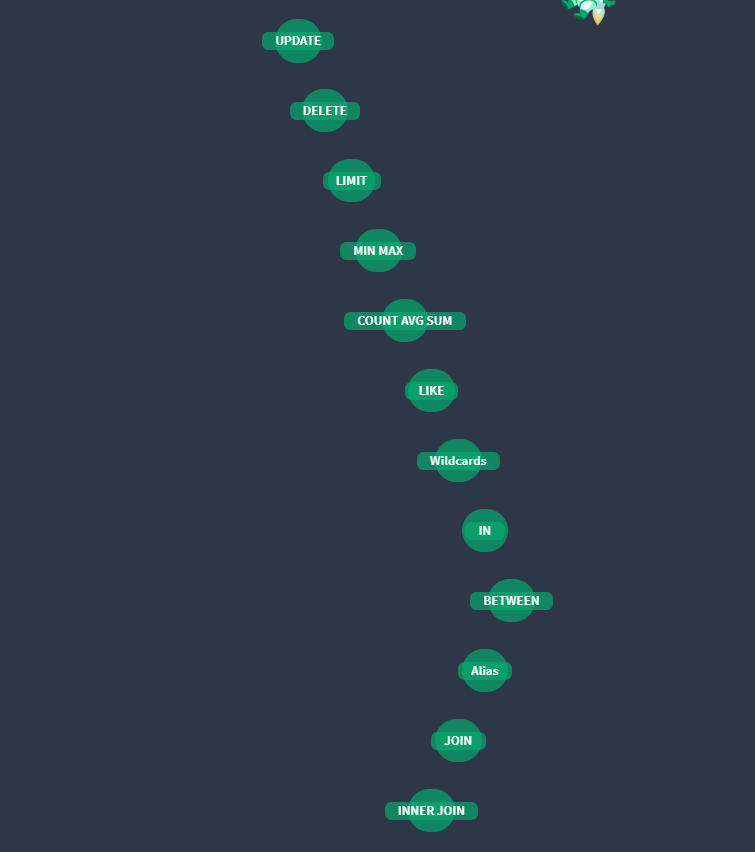 UPDATE
DELETE
LIMIT
MIN MAX
COUNT AVG SUM
LIKE
Wildcards
IN
BETWEEN
Alias
JOIN
INNER JOIN